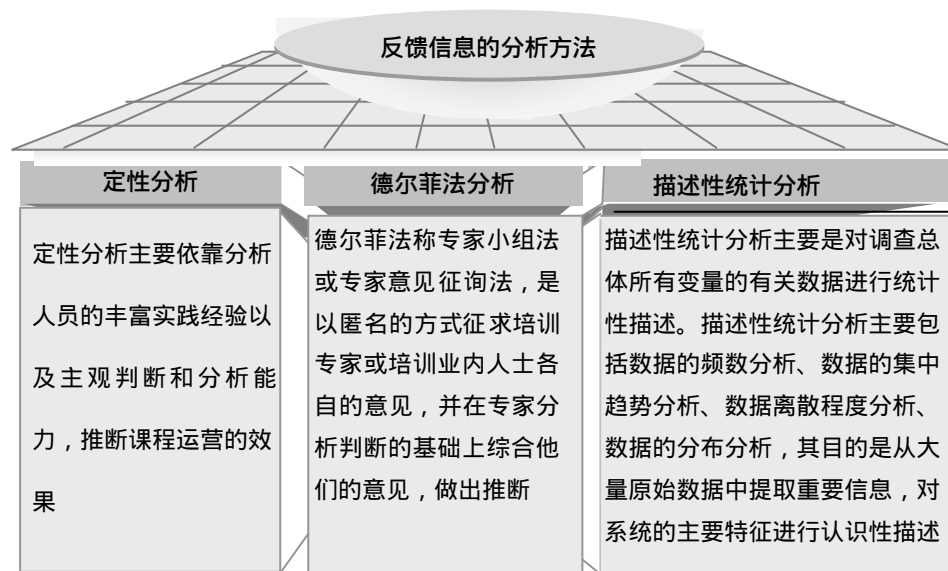 反馈信息的分析方法
定性分析
定性分析主要依靠分析
人员的丰富实践经验以
及主观判断和分析能
力，推断课程运营的效
果
德尔菲法分析
德尔菲法称专家小组法
或专家意见征询法，是
以匿名的方式征求培训
专家或培训业内人士各
自的意见，并在专家分
析判断的基础上综合他
们的意见，做出推断
描述性统计分析
描述性统计分析主要是对调查总
体所有变量的有关数据进行统计
性描述。描述性统计分析主要包
括数据的频数分析、数据的集中
趋势分析、数据离散程度分析、
数据的分布分析，其目的是从大
量原始数据中提取重要信息，对
系统的主要特征进行认识性描述